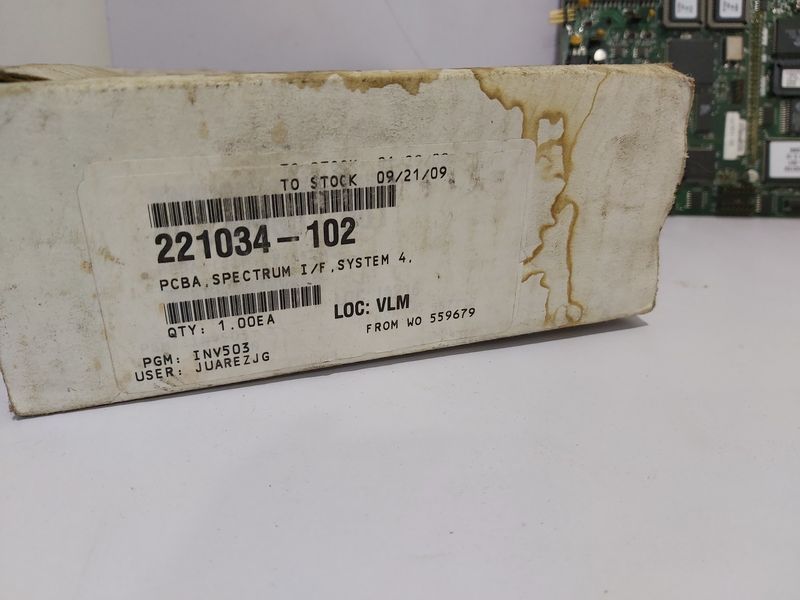 TO STOCK 09/21/09
221034-102
PCBA,SPECTRUM I/F,SYSTEM 4,
QTY: 1.00EA
LOC: VLM
FROM WO 559679
PGM: INV503
USER: JUAREZJG